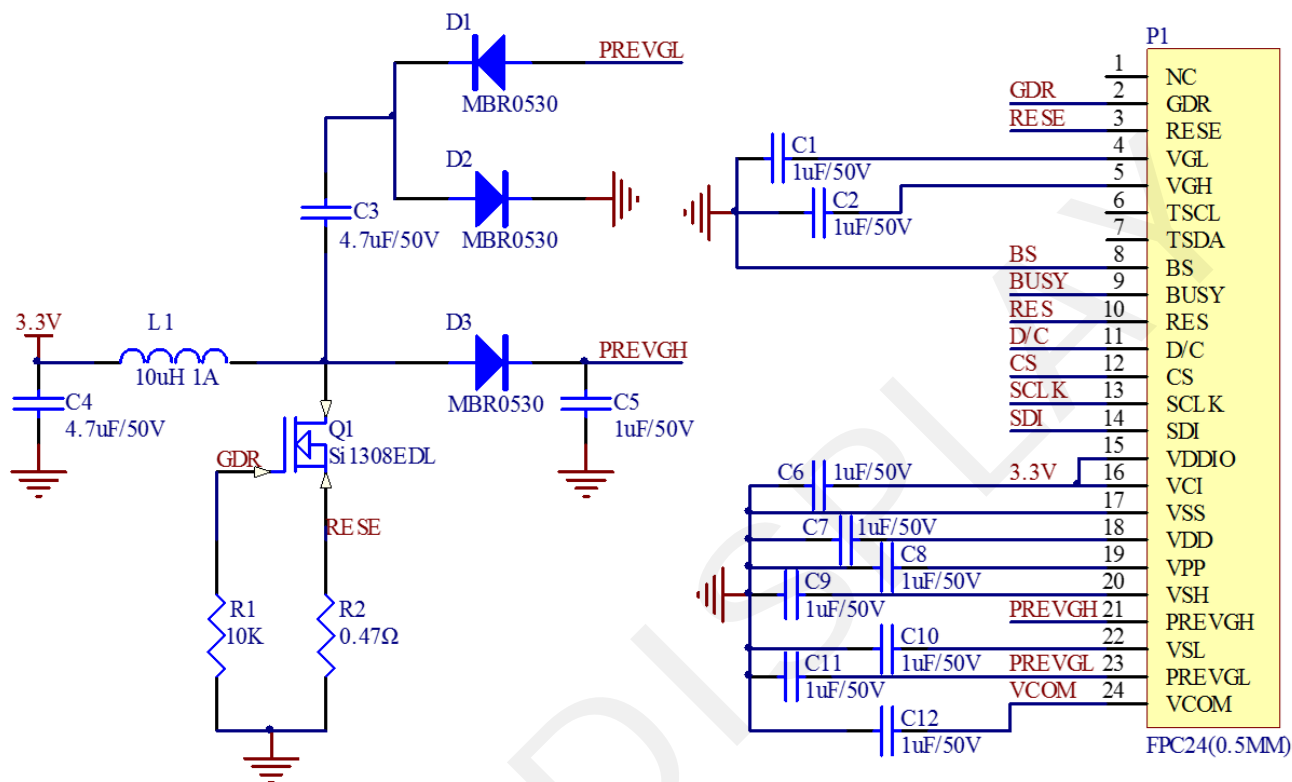 D1
PREVGL
MBR0530
D2
MBR0530
C3
4.7uF/50V
3.3V
L1
10uH 1A
D3
PREVGH
MBR0530
C4
4.7uF/50V
C5
1uF/50V
Q1
Si1308EDL
GDR
RESE
R1
10K
R2
0.47Ω
P1
1
NC
GDR
2
GDR
RESE
3
RESE
C1
1uF/50V
4
VGL
C2
1uF/50V
5
VGH
6
TSCL
7
TSDA
BS
8
BS
BUSY
9
BUSY
RES
10
RES
D/C
11
D/C
CS
12
CS
SCLK
13
SCLK
SDI
14
SDI
15
VDDIO
C6
1uF/50V
3.3V
16
VCI
17
VSS
C7
1uF/50V
18
VDD
C8
1uF/50V
19
VPP
C9
1uF/50V
20
VSH
PREVGH
21
PREVGH
C10
1uF/50V
22
VSL
C11
1uF/50V
PREVGL
23
PREVGL
VCOM
24
VCOM
C12
1uF/50V
FPC24(0.5MM)
DISPLAY